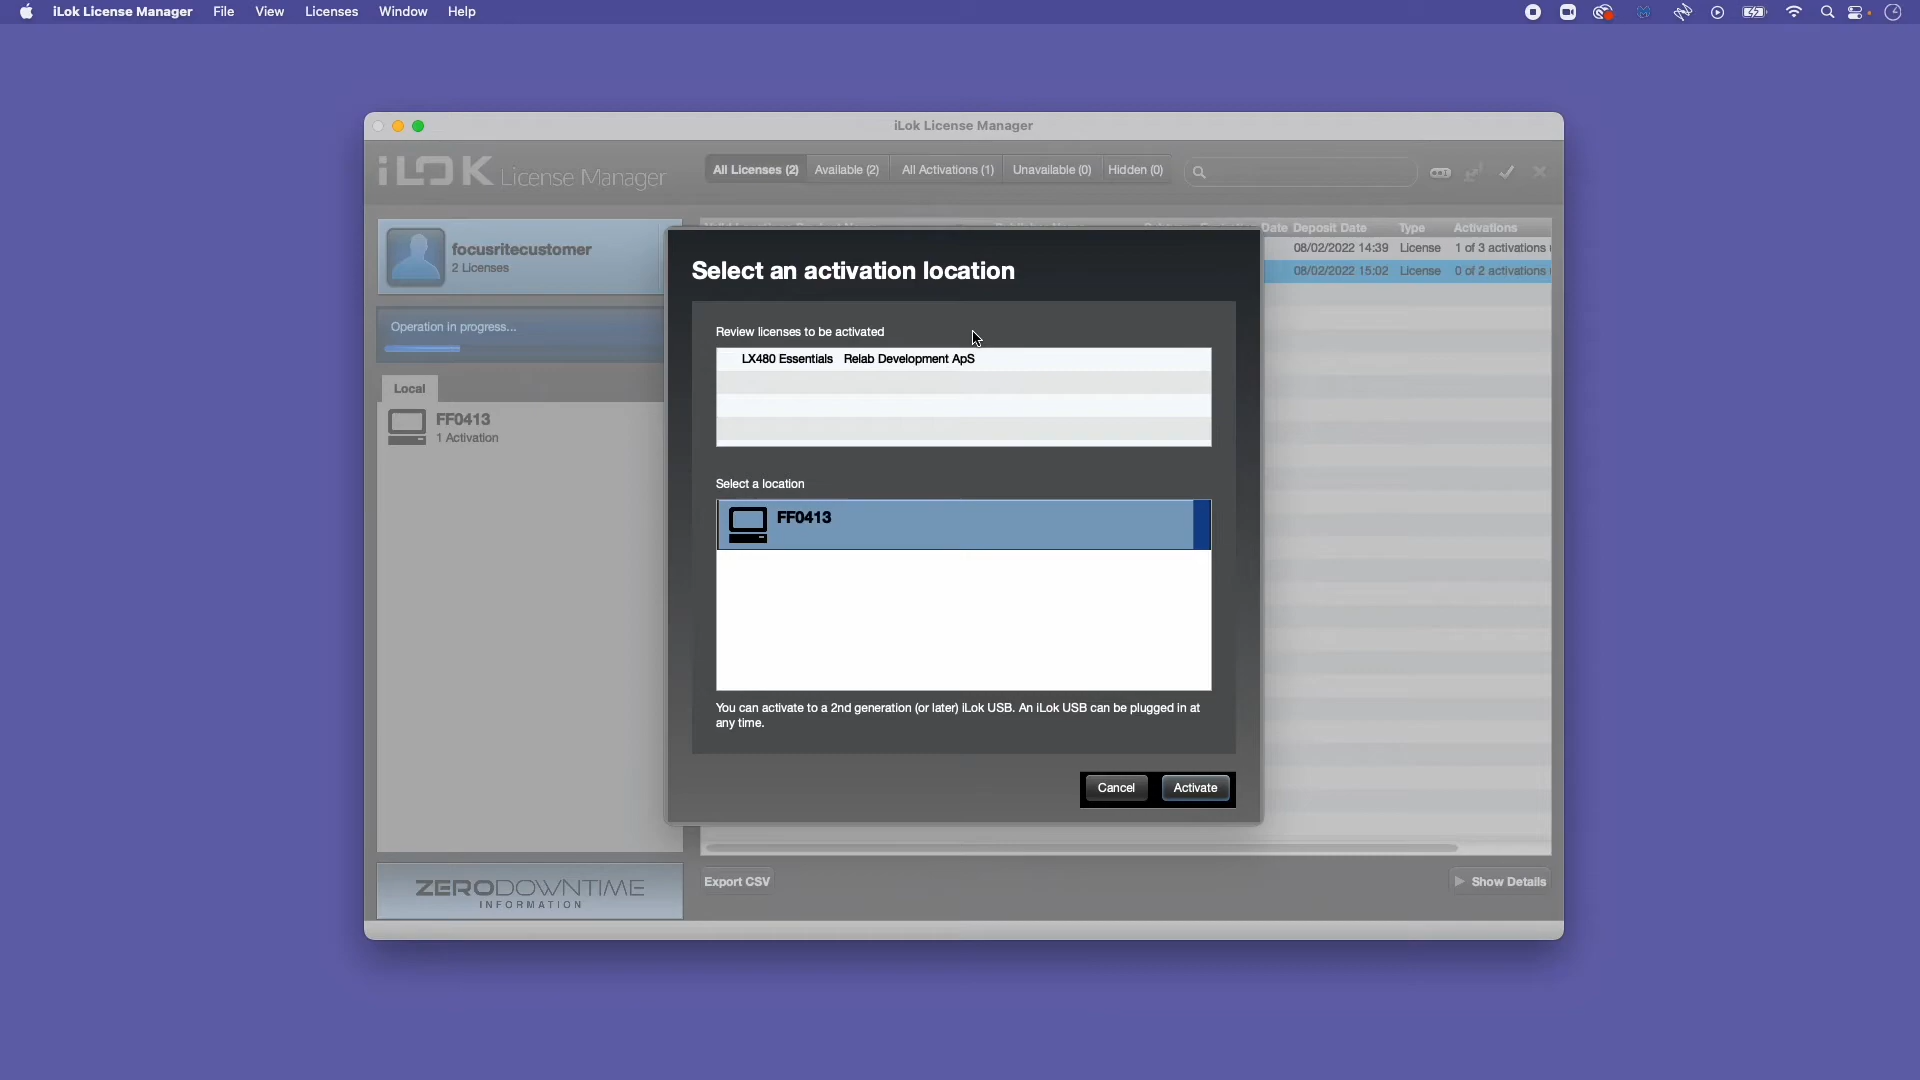 iLok License Manager File View Licenses Window Help
iLok License Manager
iLOK License Manager
All Licenses (2) Available (2) All Activations (1) Unavailable (0) Hidden (0)
focusritecustomer
2 Licenses
Operation in progress...
Local
FF0413
1 Activation
Date Deposit Date Type Activations
08/02/2022 14:39 License 1 of 3 activations
08/02/2022 15:02 License 0 of 2 activations
Select an activation location
Review licenses to be activated
LX480 Essentials Relab Development ApS
Select a location
FF0413
You can activate to a 2nd generation (or later) iLok USB. An iLok USB can be plugged in at
any time.
Cancel Activate
ZERODOWNTIME
INFORMATION
Export CSV
Show Details